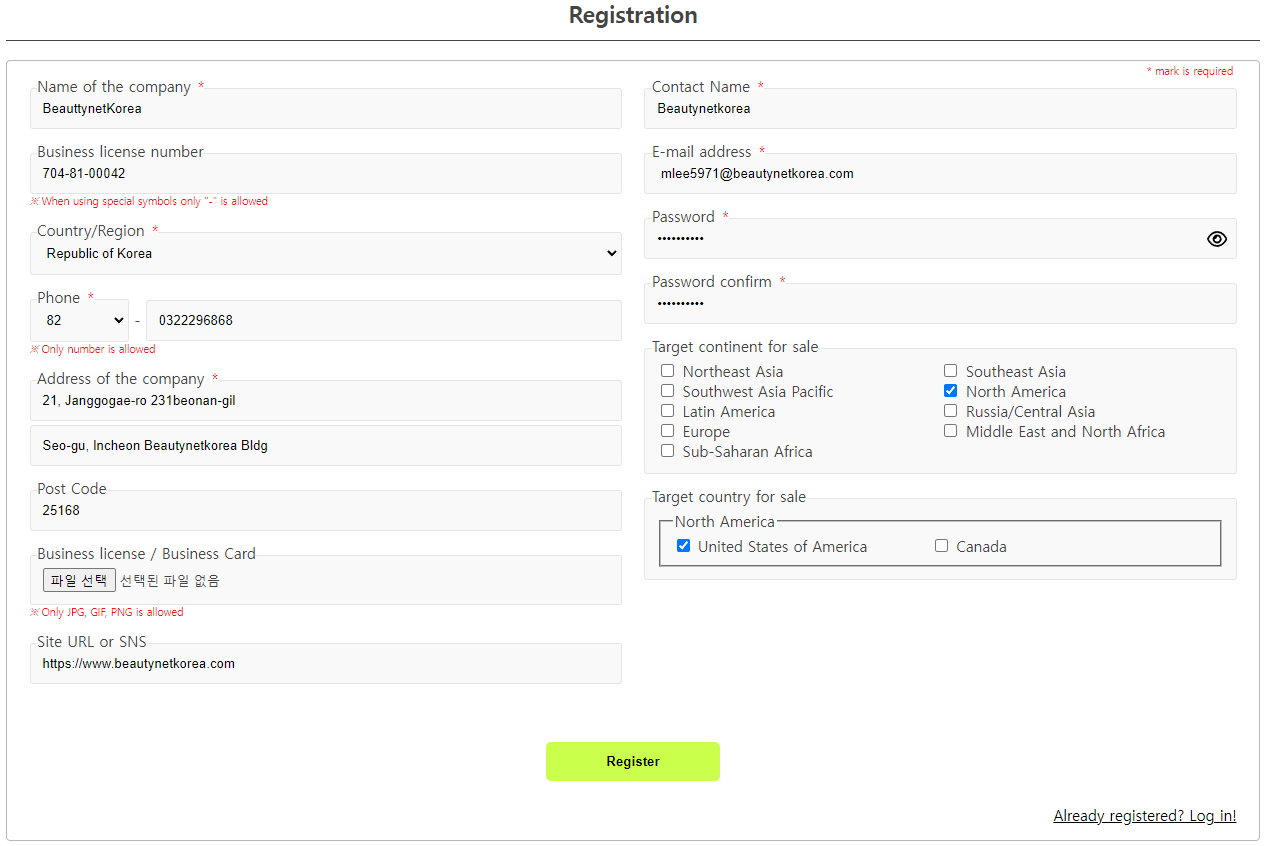 Registration
* mark is required
Name of the company *
BeauttynetKorea
Business license number
704-81-00042
※ When using special symbols only "-" is allowed
Country/Region *
Republic of Korea
Phone *
82 - 0322296868
※ Only number is allowed
Address of the company *
21, Janggogae-ro 231beonan-gil
Seo-gu, Incheon Beautynetkorea Bldg
Post Code
25168
Business license / Business Card
파일 선택 선택된 파일 없음
※ Only JPG, GIF, PNG is allowed
Site URL or SNS
https://www.beautynetkorea.com
Contact Name *
Beautynetkorea
E-mail address *
mlee5971@beautynetkorea.com
Password *
••••••••••
Password confirm *
••••••••••
Target continent for sale
Northeast Asia Southeast Asia
Southwest Asia Pacific North America
Latin America Russia/Central Asia
Europe Middle East and North Africa
Sub-Saharan Africa
Target country for sale
North America
United States of America Canada
Register
Already registered? Log in!